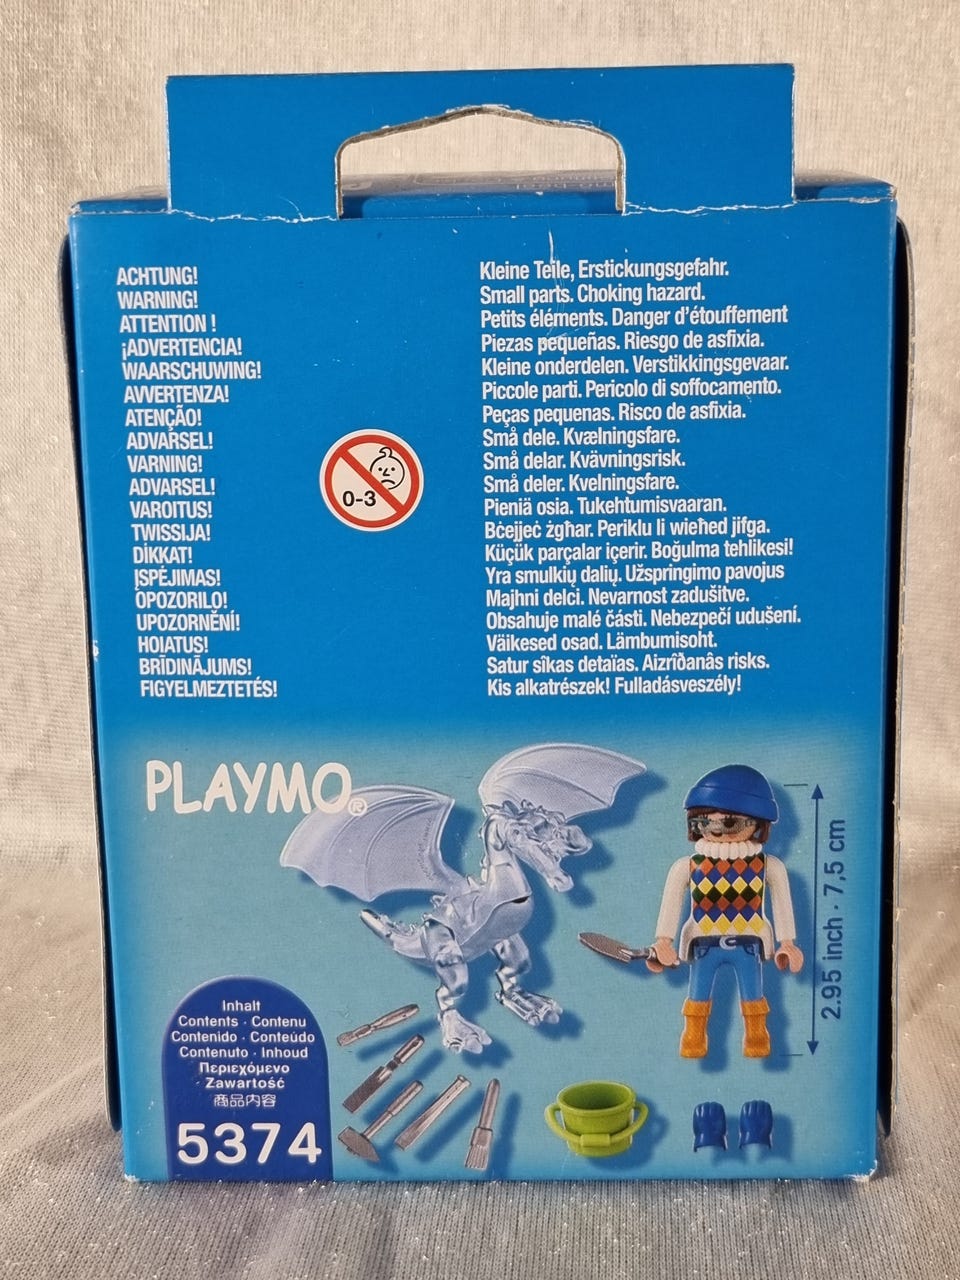 ACHTUNG! Kleine Teile, Erstickungsgefahr.
WARNING! Small parts. Choking hazard.
ATTENTION ! Petits éléments. Danger d'étouffement
¡ADVERTENCIA! Piezas pequeñas. Riesgo de asfixia.
WAARSCHUWING! Kleine onderdelen. Verstikkingsgevaar.
AVVERTENZA! Piccole parti. Pericolo di soffocamento.
ATENÇÃO! Peças pequenas. Risco de asfixia.
ADVARSEL! Små dele. Kvælningsfare.
VARNING! Små delar. Kvävningsrisk.
ADVARSEL! Små deler. Kvelningsfare.
VAROITUS! Pieniä osia. Tukehtumisvaaran.
TWISSIJA! Bċejjeċ żgħar. Periklu li wieħed jifga.
DİKKAT! Küçük parçalar içerir. Boğulma tehlikesi!
ĮSPĖJIMAS! Yra smulkių dalių. Užspringimo pavojus
OPOZORILO! Majhni delci. Nevarnost zadušitve.
UPOZORNĚNÍ! Obsahuje malé části. Nebezpečí udušení.
HOIATUS! Väikesed osad. Lämbumisoht.
BRĪDINĀJUMS! Satur sîkas detaïas. Aizrîðanâs risks.
FIGYELMEZTETÉS! Kis alkatrészek! Fulladásveszély!
0-3
PLAYMO®
2.95 inch · 7,5 cm
Inhalt
Contents · Contenu
Contenido · Conteúdo
Contenuto · Inhoud
Περιεχόμενο
· Zawartość
商品内容
5374